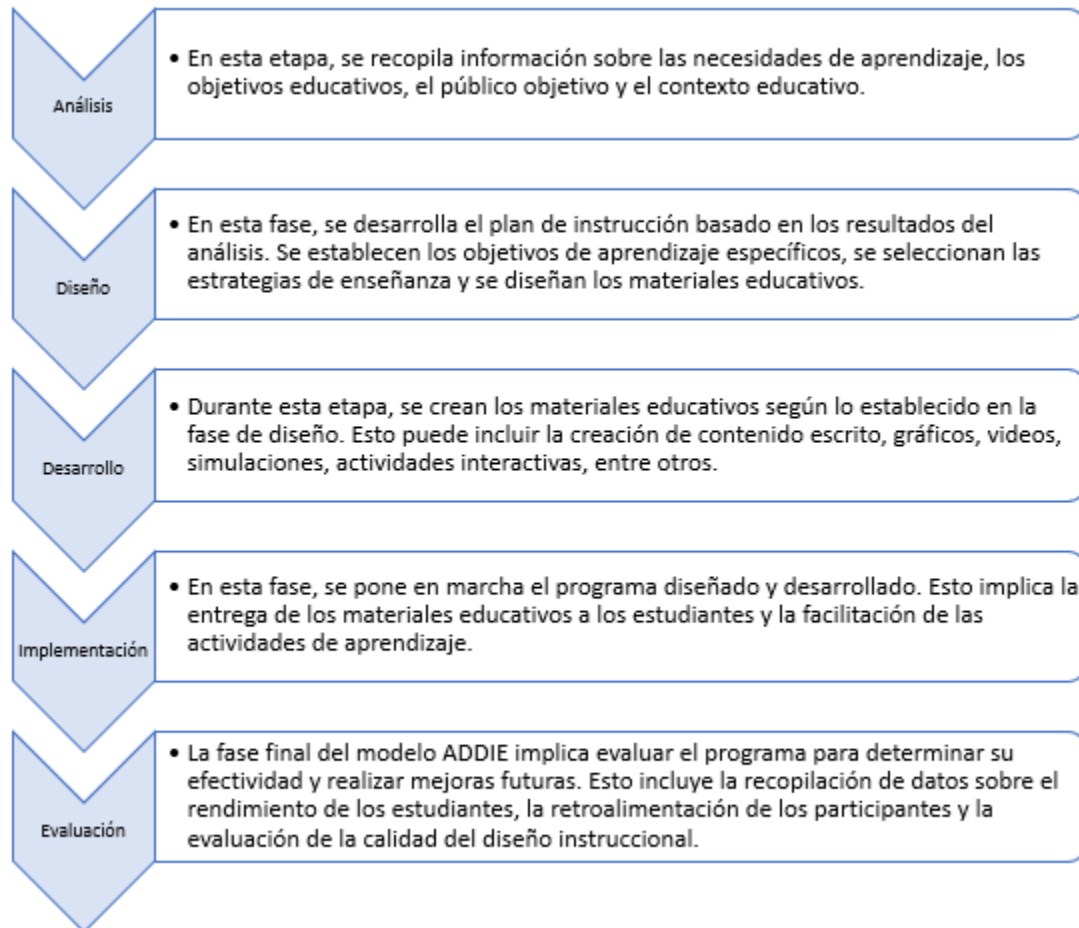 Análisis
• En esta etapa, se recopila información sobre las necesidades de aprendizaje, los
objetivos educativos, el público objetivo y el contexto educativo.
Diseño
• En esta fase, se desarrolla el plan de instrucción basado en los resultados del
análisis. Se establecen los objetivos de aprendizaje específicos, se seleccionan las
estrategias de enseñanza y se diseñan los materiales educativos.
Desarrollo
• Durante esta etapa, se crean los materiales educativos según lo establecido en la
fase de diseño. Esto puede incluir la creación de contenido escrito, gráficos, videos,
simulaciones, actividades interactivas, entre otros.
Implementación
• En esta fase, se pone en marcha el programa diseñado y desarrollado. Esto implica la
entrega de los materiales educativos a los estudiantes y la facilitación de las
actividades de aprendizaje.
Evaluación
• La fase final del modelo ADDIE implica evaluar el programa para determinar su
efectividad y realizar mejoras futuras. Esto incluye la recopilación de datos sobre el
rendimiento de los estudiantes, la retroalimentación de los participantes y la
evaluación de la calidad del diseño instruccional.